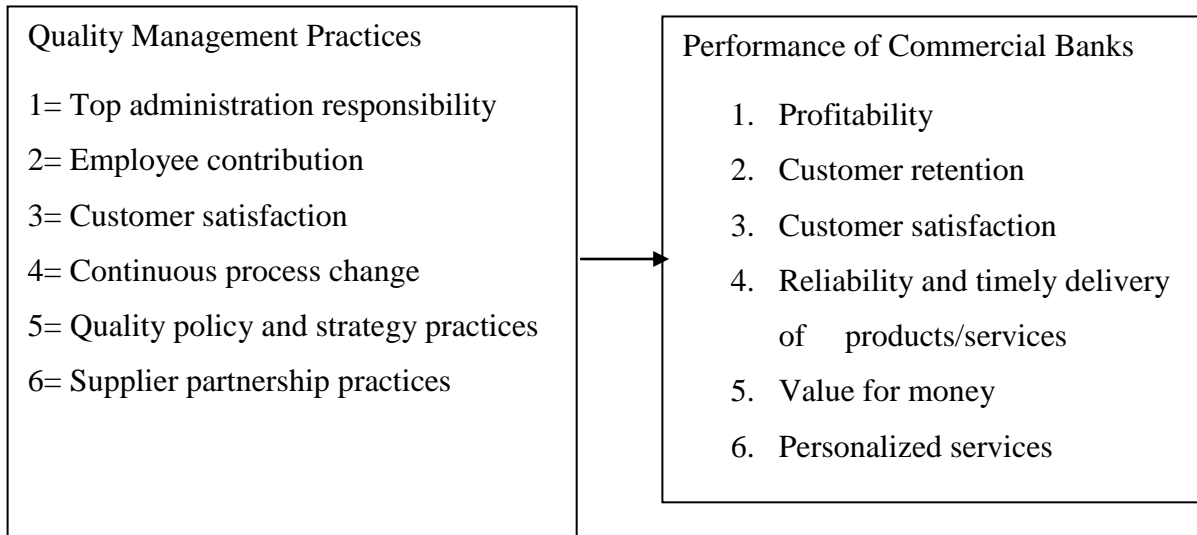 Quality Management Practices
1= Top administration responsibility
2= Employee contribution
3= Customer satisfaction
4= Continuous process change
5= Quality policy and strategy practices
6= Supplier partnership practices
Performance of Commercial Banks
1. Profitability
2. Customer retention
3. Customer satisfaction
4. Reliability and timely delivery
of products/services
5. Value for money
6. Personalized services